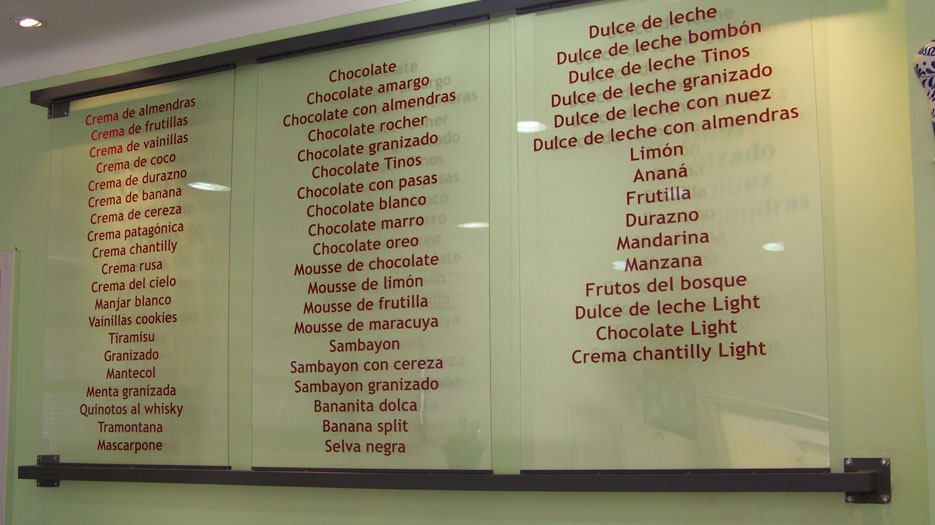 Crema de almendras
Crema de frutillas
Crema de vainillas
Crema de coco
Crema de durazno
Crema de banana
Crema de cereza
Crema patagónica
Crema chantilly
Crema rusa
Crema del cielo
Manjar blanco
Vainillas cookies
Tiramisu
Granizado
Mantecol
Menta granizada
Quinotos al whisky
Tramontana
Mascarpone
Chocolate
Chocolate amargo
Chocolate con almendras
Chocolate rocher
Chocolate granizado
Chocolate Tinos
Chocolate con pasas
Chocolate blanco
Chocolate marro
Chocolate oreo
Mousse de chocolate
Mousse de limón
Mousse de frutilla
Mousse de maracuya
Sambayon
Sambayon con cereza
Sambayon granizado
Bananita dolca
Banana split
Selva negra
Dulce de leche
Dulce de leche bombón
Dulce de leche Tinos
Dulce de leche granizado
Dulce de leche con nuez
Dulce de leche con almendras
Limón
Ananá
Frutilla
Durazno
Mandarina
Manzana
Frutos del bosque
Dulce de leche Light
Chocolate Light
Crema chantilly Light